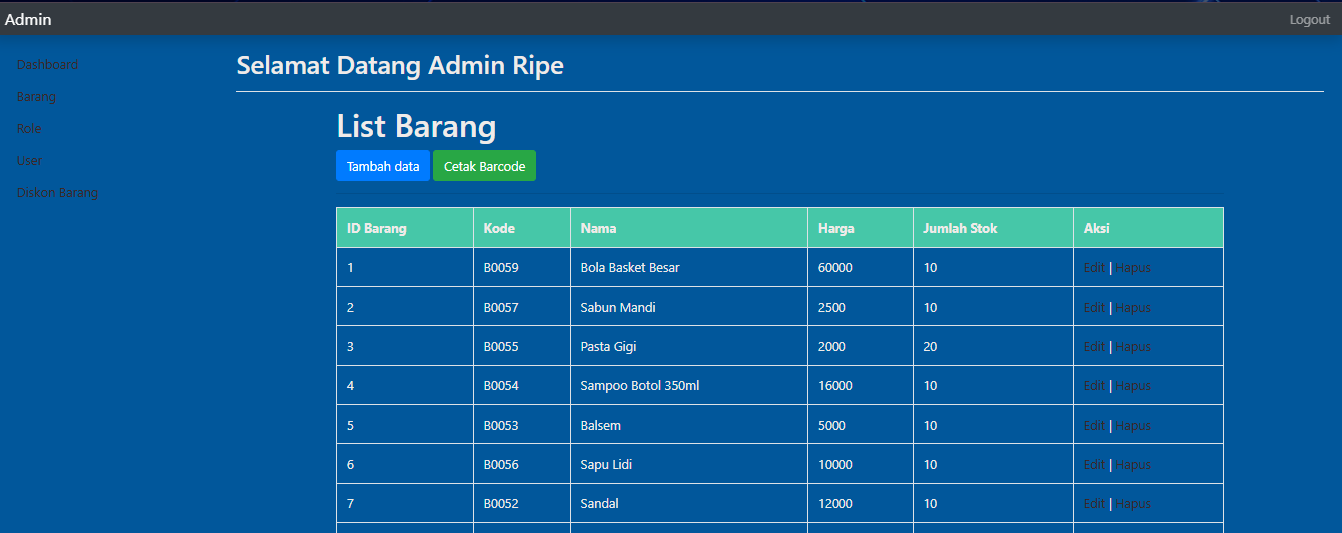 Admin Logout
Dashboard
Barang
Role
User
Diskon Barang
Selamat Datang Admin Ripe
List Barang
Tambah data Cetak Barcode
ID Barang Kode Nama Harga Jumlah Stok Aksi
1 B0059 Bola Basket Besar 60000 10 Edit | Hapus
2 B0057 Sabun Mandi 2500 10 Edit | Hapus
3 B0055 Pasta Gigi 2000 20 Edit | Hapus
4 B0054 Sampoo Botol 350ml 16000 10 Edit | Hapus
5 B0053 Balsem 5000 10 Edit | Hapus
6 B0056 Sapu Lidi 10000 10 Edit | Hapus
7 B0052 Sandal 12000 10 Edit | Hapus